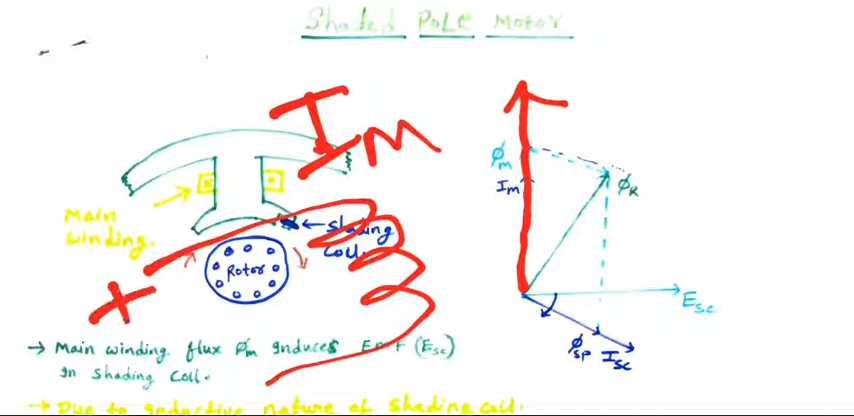 Shaded Pole Motor
IM
Main winding.
Shading coil.
Rotor
+
ϕm
Im
ϕR
Esc
ϕsp Isc
→ Main winding flux ϕm induces EMF (Esc)
in shading coil.
→ Due to inductive nature of shading coil.